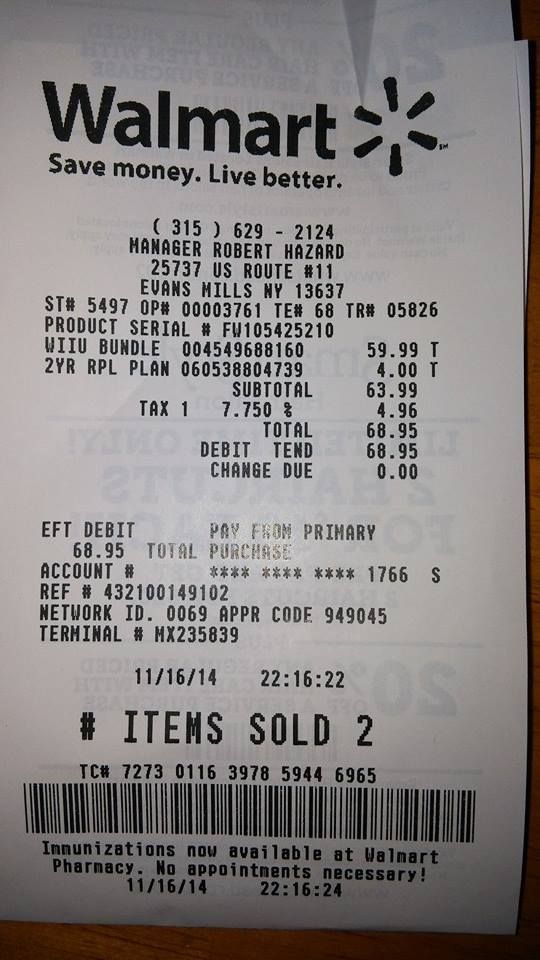 Walmart
Save money. Live better.
( 315 ) 629 - 2124
MANAGER ROBERT HAZARD
25737 US ROUTE #11
EVANS MILLS NY 13637
ST# 5497 OP# 00003761 TE# 68 TR# 05826
PRODUCT SERIAL # FW105425210
WIIU BUNDLE 004549688160 59.99 T
2YR RPL PLAN 060538804739 4.00 T
SUBTOTAL 63.99
TAX 1 7.750 % 4.96
TOTAL 68.95
DEBIT TEND 68.95
CHANGE DUE 0.00
EFT DEBIT PAY FROM PRIMARY
68.95 TOTAL PURCHASE
ACCOUNT # **** **** **** 1766 S
REF # 432100149102
NETWORK ID. 0069 APPR CODE 949045
TERMINAL # MX235839
11/16/14 22:16:22
# ITEMS SOLD 2
TC# 7273 0116 3978 5944 6965
Immunizations now available at Walmart
Pharmacy. No appointments necessary!
11/16/14 22:16:24